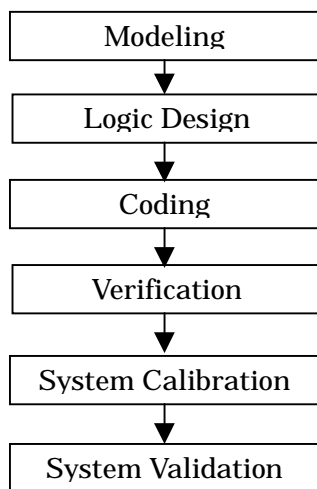 Modeling
Logic Design
Coding
Verification
System Calibration
System Validation